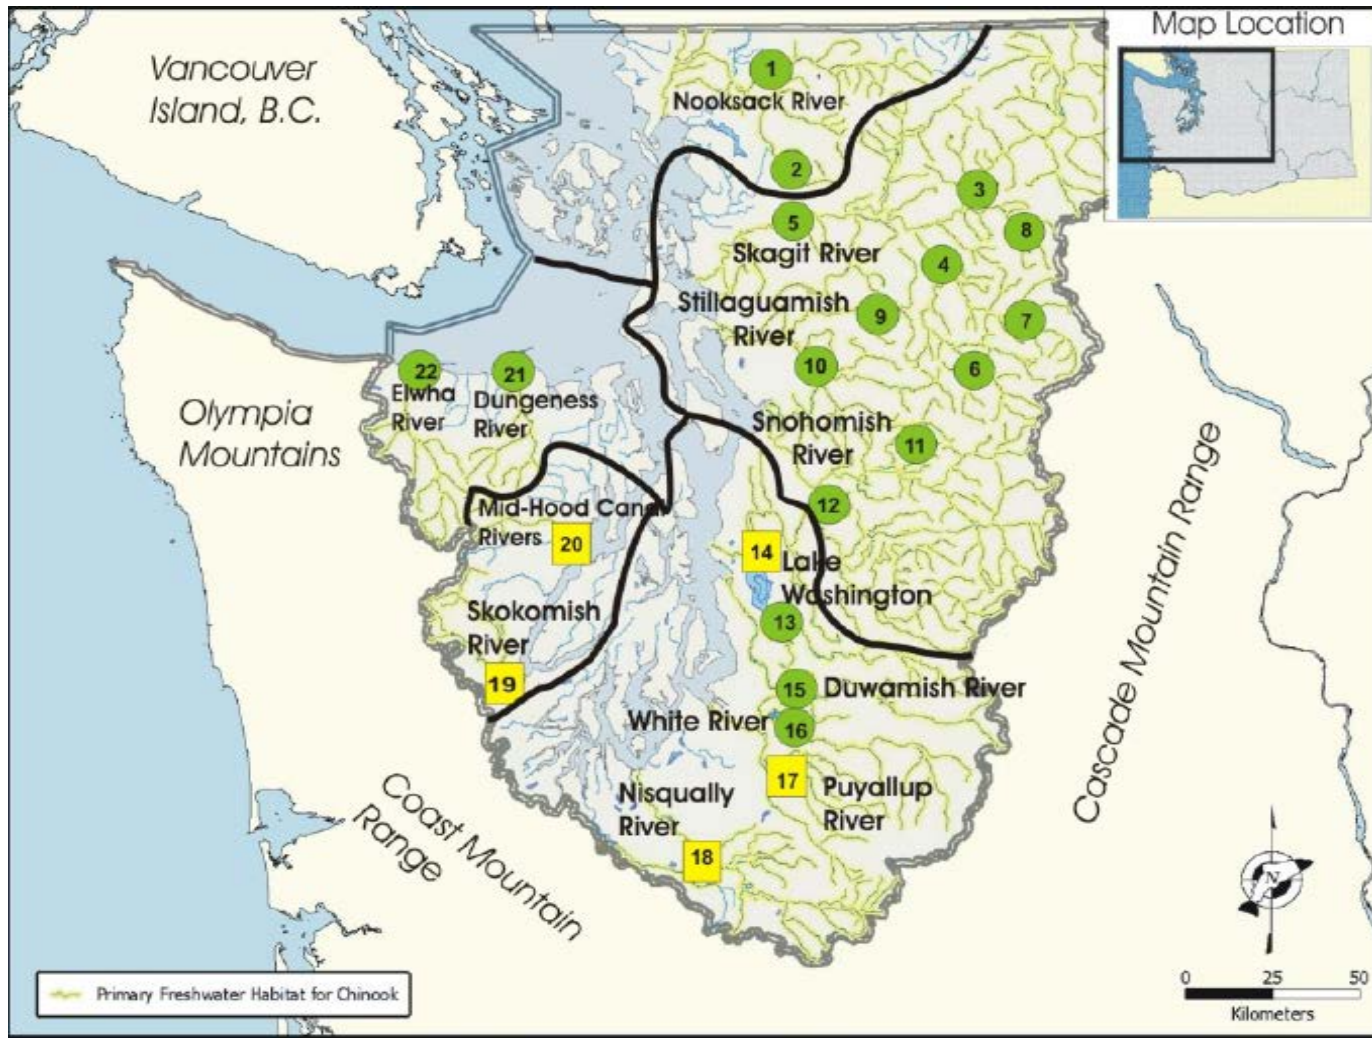 Map Location
Vancouver
Island, B.C.
1
Nooksack River
2
3
5
8
Skagit River
4
Stillaguamish
River
9
7
10
6
22
21
Elwha
River
Dungeness
River
Olympia
Mountains
Snohomish
River
11
12
Mid-Hood Canal
Rivers
20
14
Lake
Washington
13
Skokomish
River
19
15
Duwamish River
White River
16
17
Nisqually
River
Puyallup
River
18
Coast Mountain
Range
Cascade Mountain Range
N
Primary Freshwater Habitat for Chinook
0 25 50
Kilometers